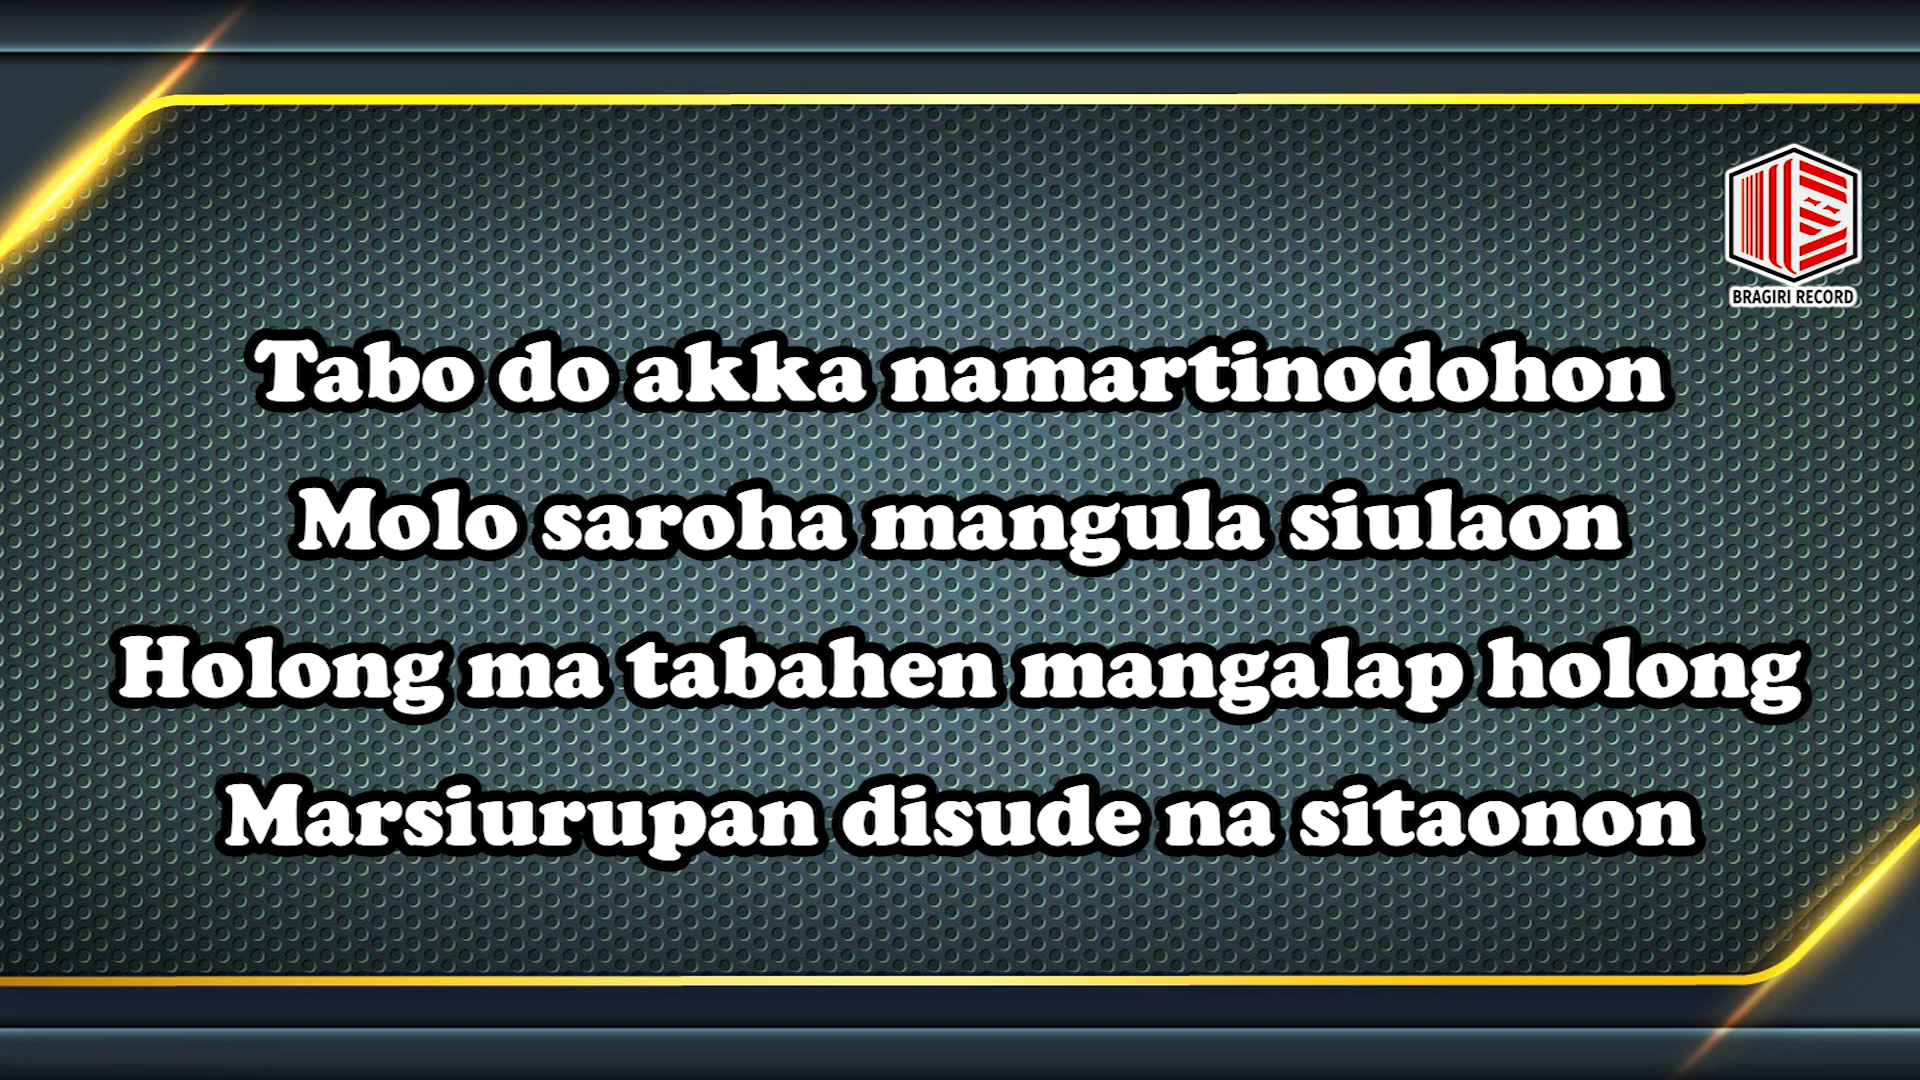 BRAGIRI RECORD
Tabo do akka namartinodohon
Molo saroha mangula siulaon
Holong ma tabahen mangalap holong
Marsiurupan disude na sitaonon